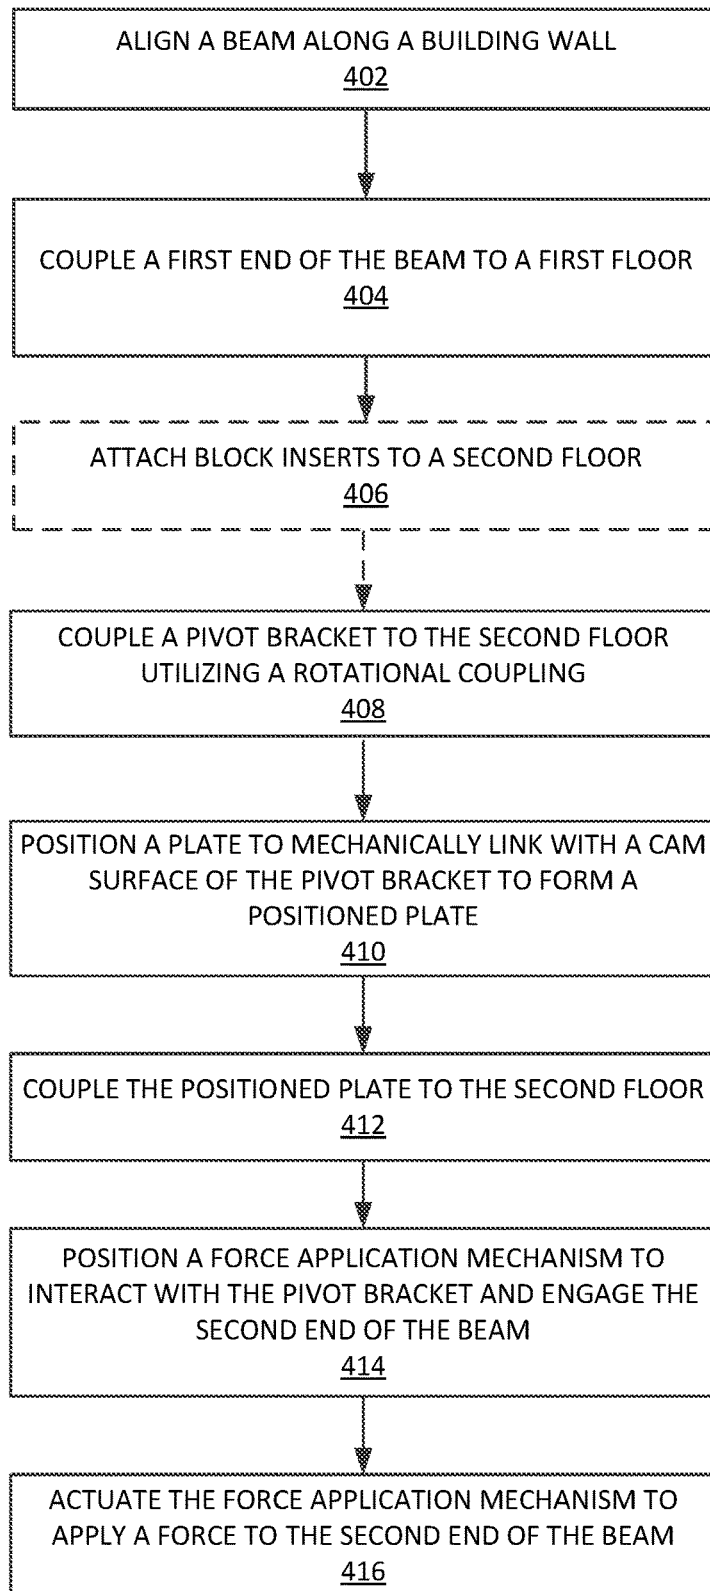 ALIGN A BEAM ALONG A BUILDING WALL
402
COUPLE A FIRST END OF THE BEAM TO A FIRST FLOOR
404
ATTACH BLOCK INSERTS TO A SECOND FLOOR
406
COUPLE A PIVOT BRACKET TO THE SECOND FLOOR
UTILIZING A ROTATIONAL COUPLING
408
POSITION A PLATE TO MECHANICALLY LINK WITH A CAM
SURFACE OF THE PIVOT BRACKET TO FORM A
POSITIONED PLATE
410
COUPLE THE POSITIONED PLATE TO THE SECOND FLOOR
412
POSITION A FORCE APPLICATION MECHANISM TO
INTERACT WITH THE PIVOT BRACKET AND ENGAGE THE
SECOND END OF THE BEAM
414
ACTUATE THE FORCE APPLICATION MECHANISM TO
APPLY A FORCE TO THE SECOND END OF THE BEAM
416